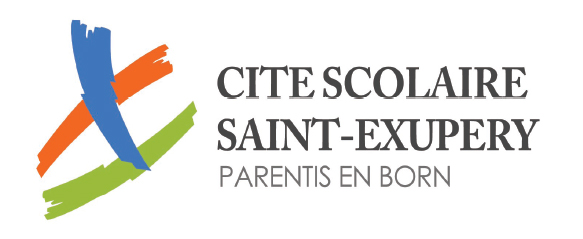 CITE SCOLAIRE
SAINT-EXUPERY
PARENTIS EN BORN